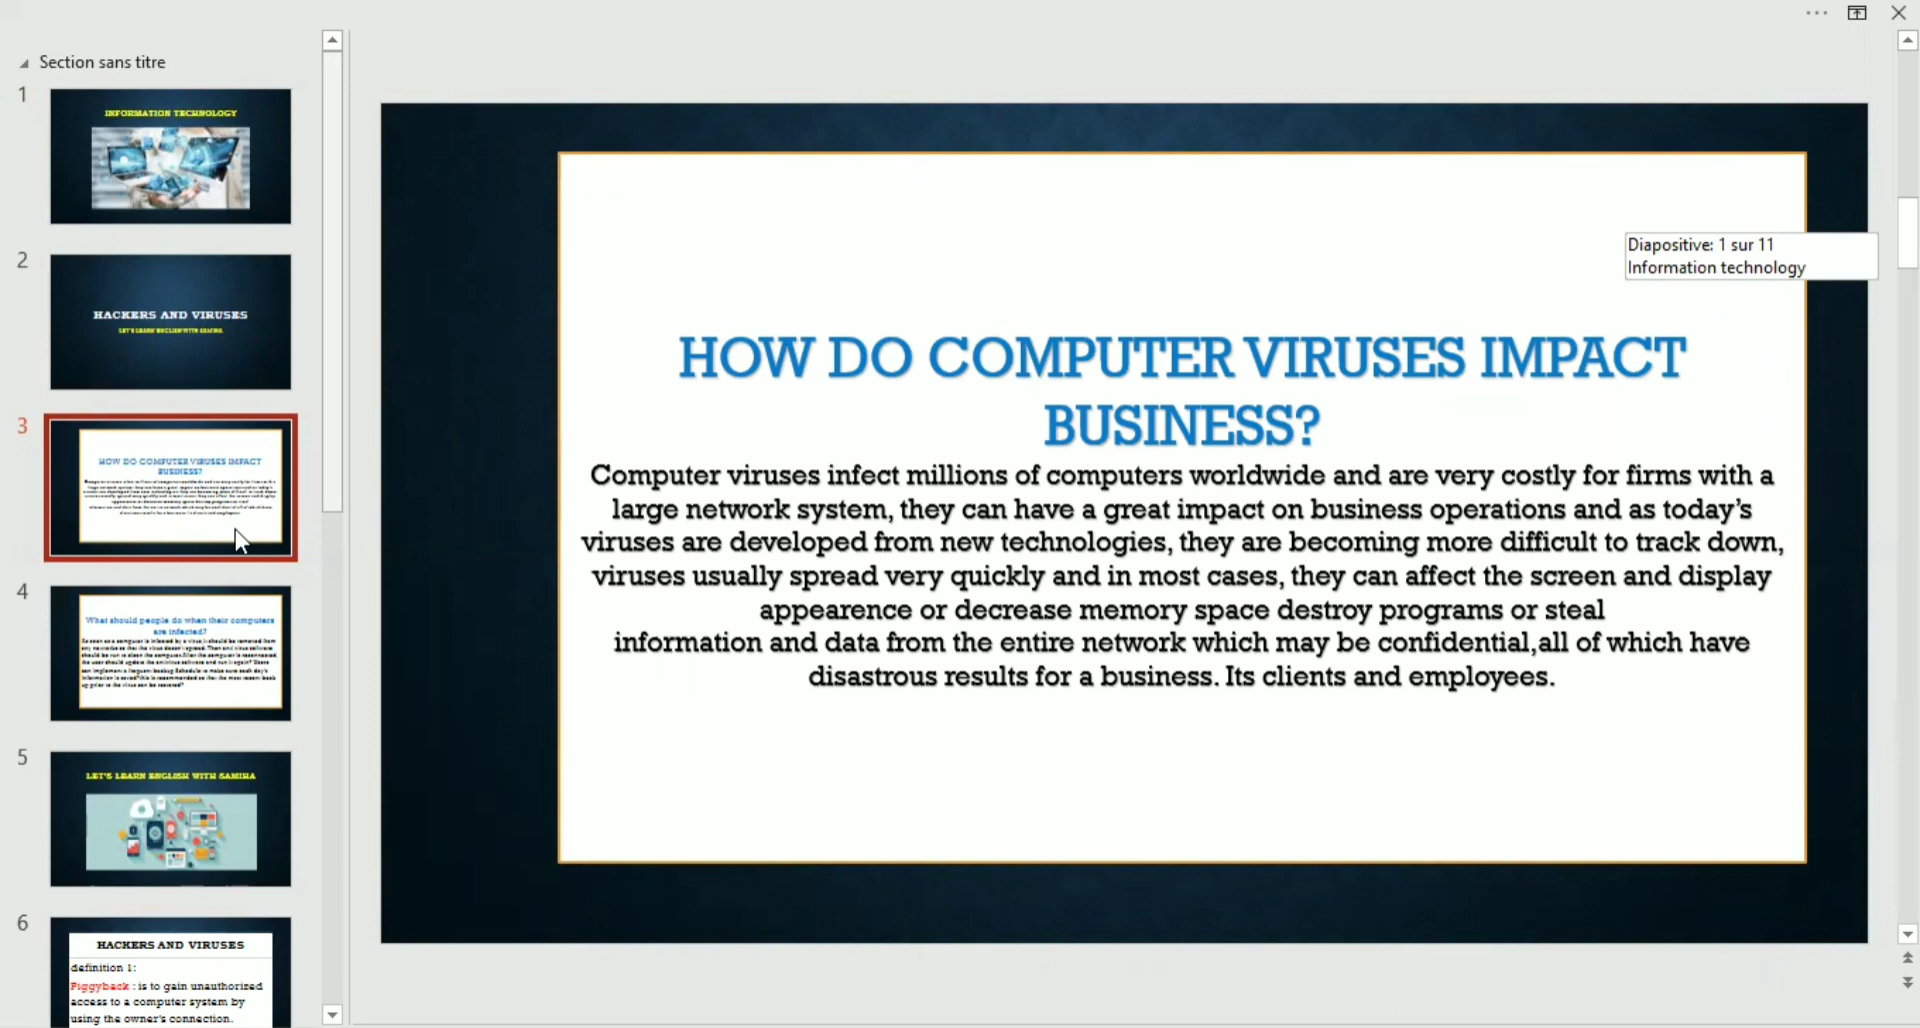 Section sans titre
1
INFORMATION TECHNOLOGY
2
HACKERS AND VIRUSES
LET'S LEARN ENGLISH WITH SAMIHA
3
HOW DO COMPUTER VIRUSES IMPACT
BUSINESS?
4
What should people do when their computers
are infected?
5
LET'S LEARN ENGLISH WITH SAMIHA
6
HACKERS AND VIRUSES
definition 1:
Piggyback : is to gain unauthorized
access to a computer system by
using the owner's connection.
Diapositive: 1 sur 11
Information technology
HOW DO COMPUTER VIRUSES IMPACT
BUSINESS?
Computer viruses infect millions of computers worldwide and are very costly for firms with a
large network system, they can have a great impact on business operations and as today's
viruses are developed from new technologies, they are becoming more difficult to track down,
viruses usually spread very quickly and in most cases, they can affect the screen and display
appearence or decrease memory space destroy programs or steal
information and data from the entire network which may be confidential,all of which have
disastrous results for a business. Its clients and employees.